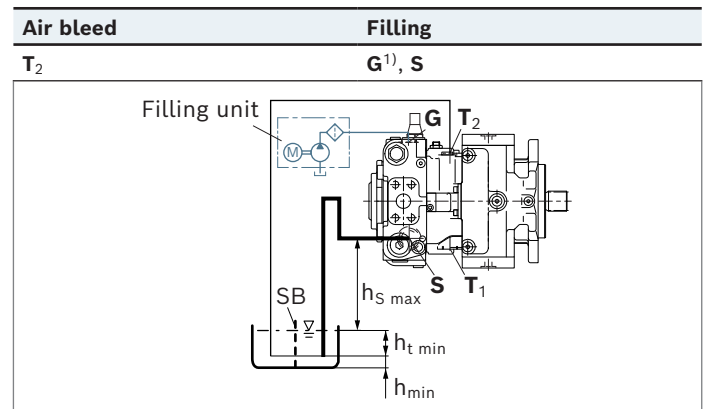 Air bleed Filling
T₂ G¹⁾, S
Filling unit
G T₂
M
S T₁
SB
hS max
ht min
hmin